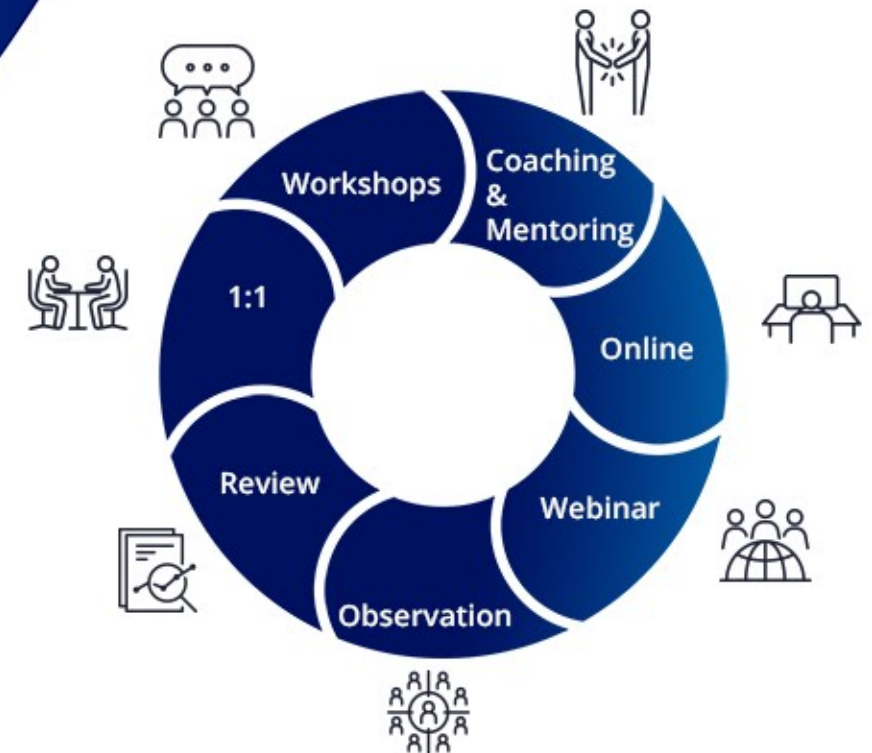 Workshops
Coaching
&
Mentoring
1:1
Online
Review
Webinar
Observation